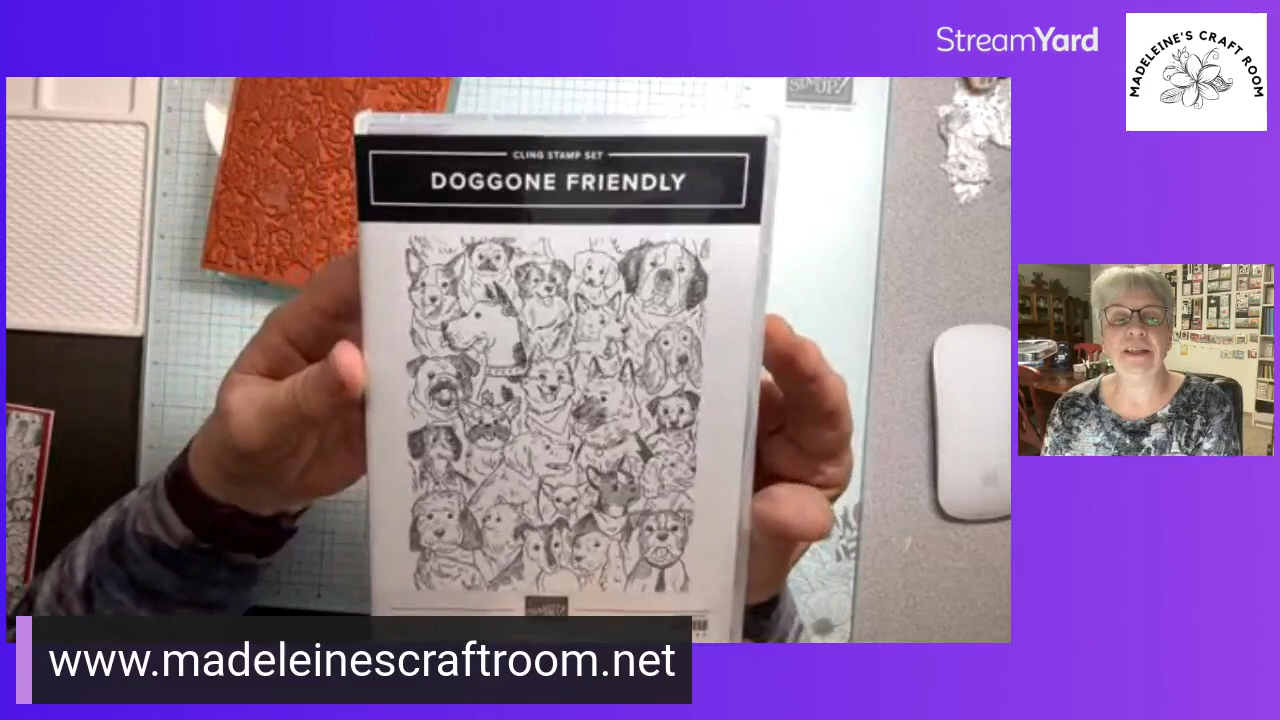 StreamYard
MADELEINE'S CRAFT ROOM
CLING STAMP SET
DOGGONE FRIENDLY
www.madeleinescraftroom.net